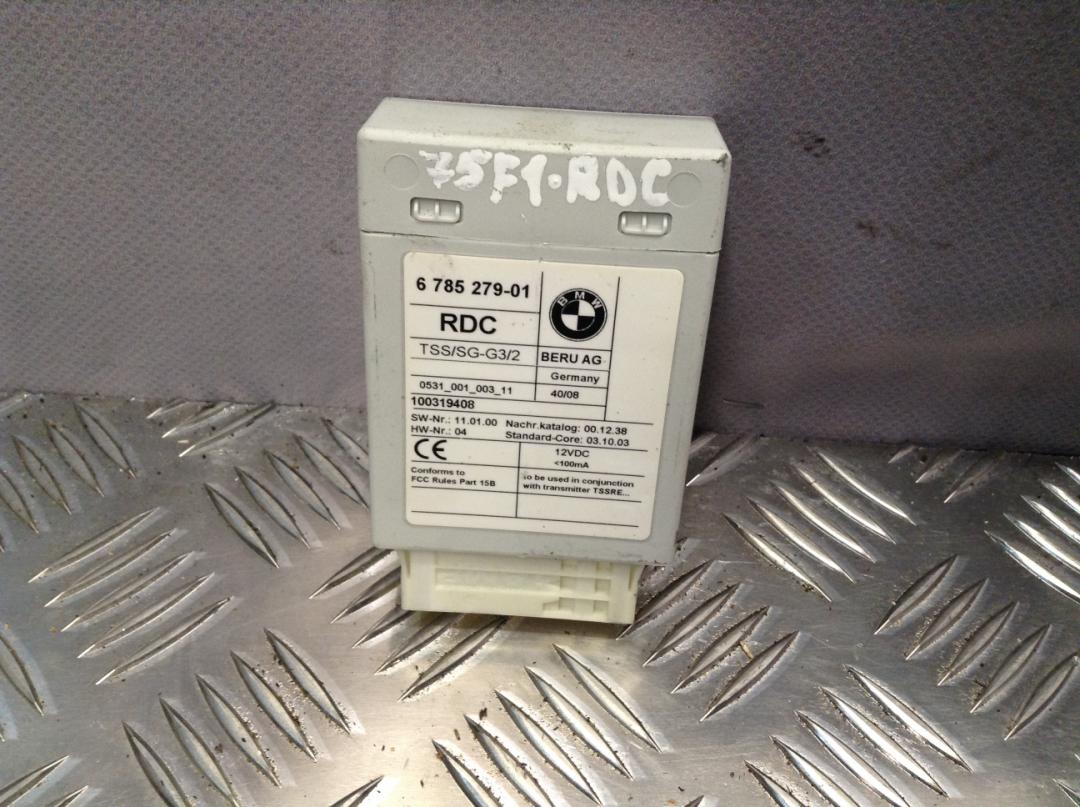 75F1.RDC
6 785 279-01
BMW
RDC
TSS/SG-G3/2
BERU AG
Germany
0531_001_003_11
40/08
100319408
SW-Nr.: 11.01.00 Nachr.katalog: 00.12.38
HW-Nr.: 04 Standard-Core: 03.10.03
CE
12VDC
<100mA
Conforms to
FCC Rules Part 15B
to be used in conjunction
with transmitter TSSRE...